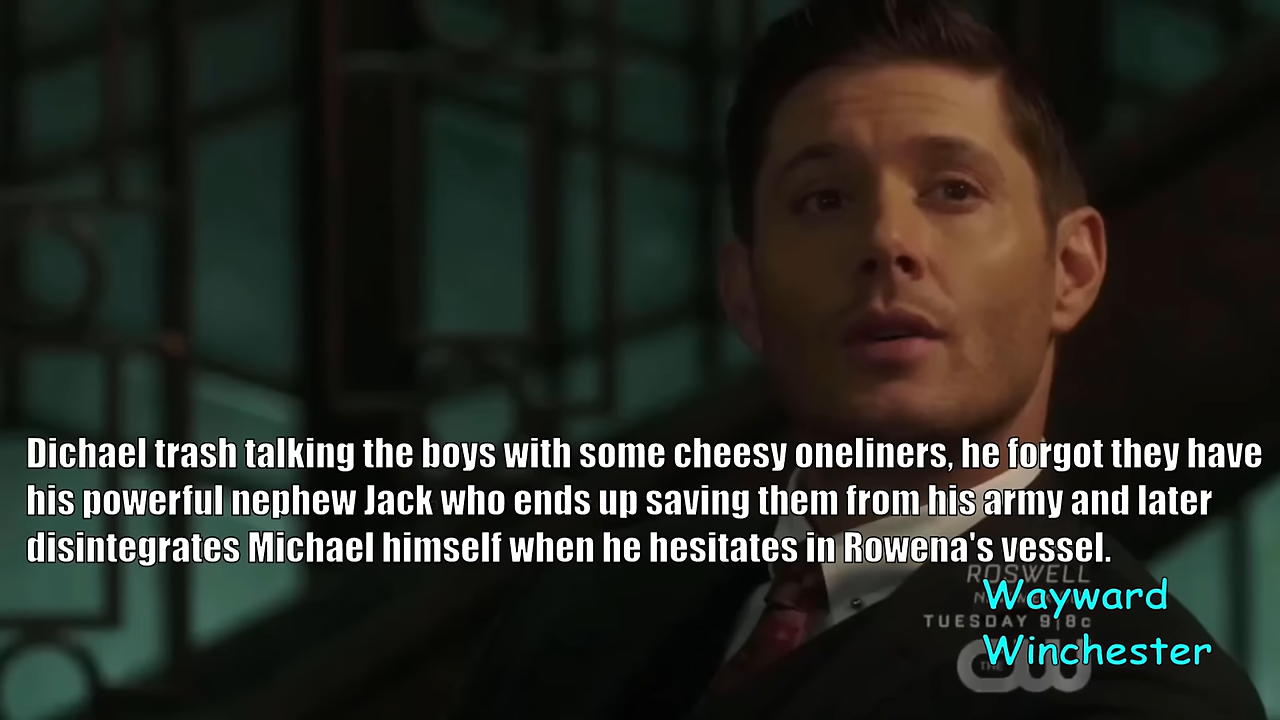 Dichael trash talking the boys with some cheesy oneliners, he forgot they have
his powerful nephew Jack who ends up saving them from his army and later
disintegrates Michael himself when he hesitates in Rowena's vessel.
ROSWELL
Wayward
TUESDAY 9|8c
Winchester
THE CW